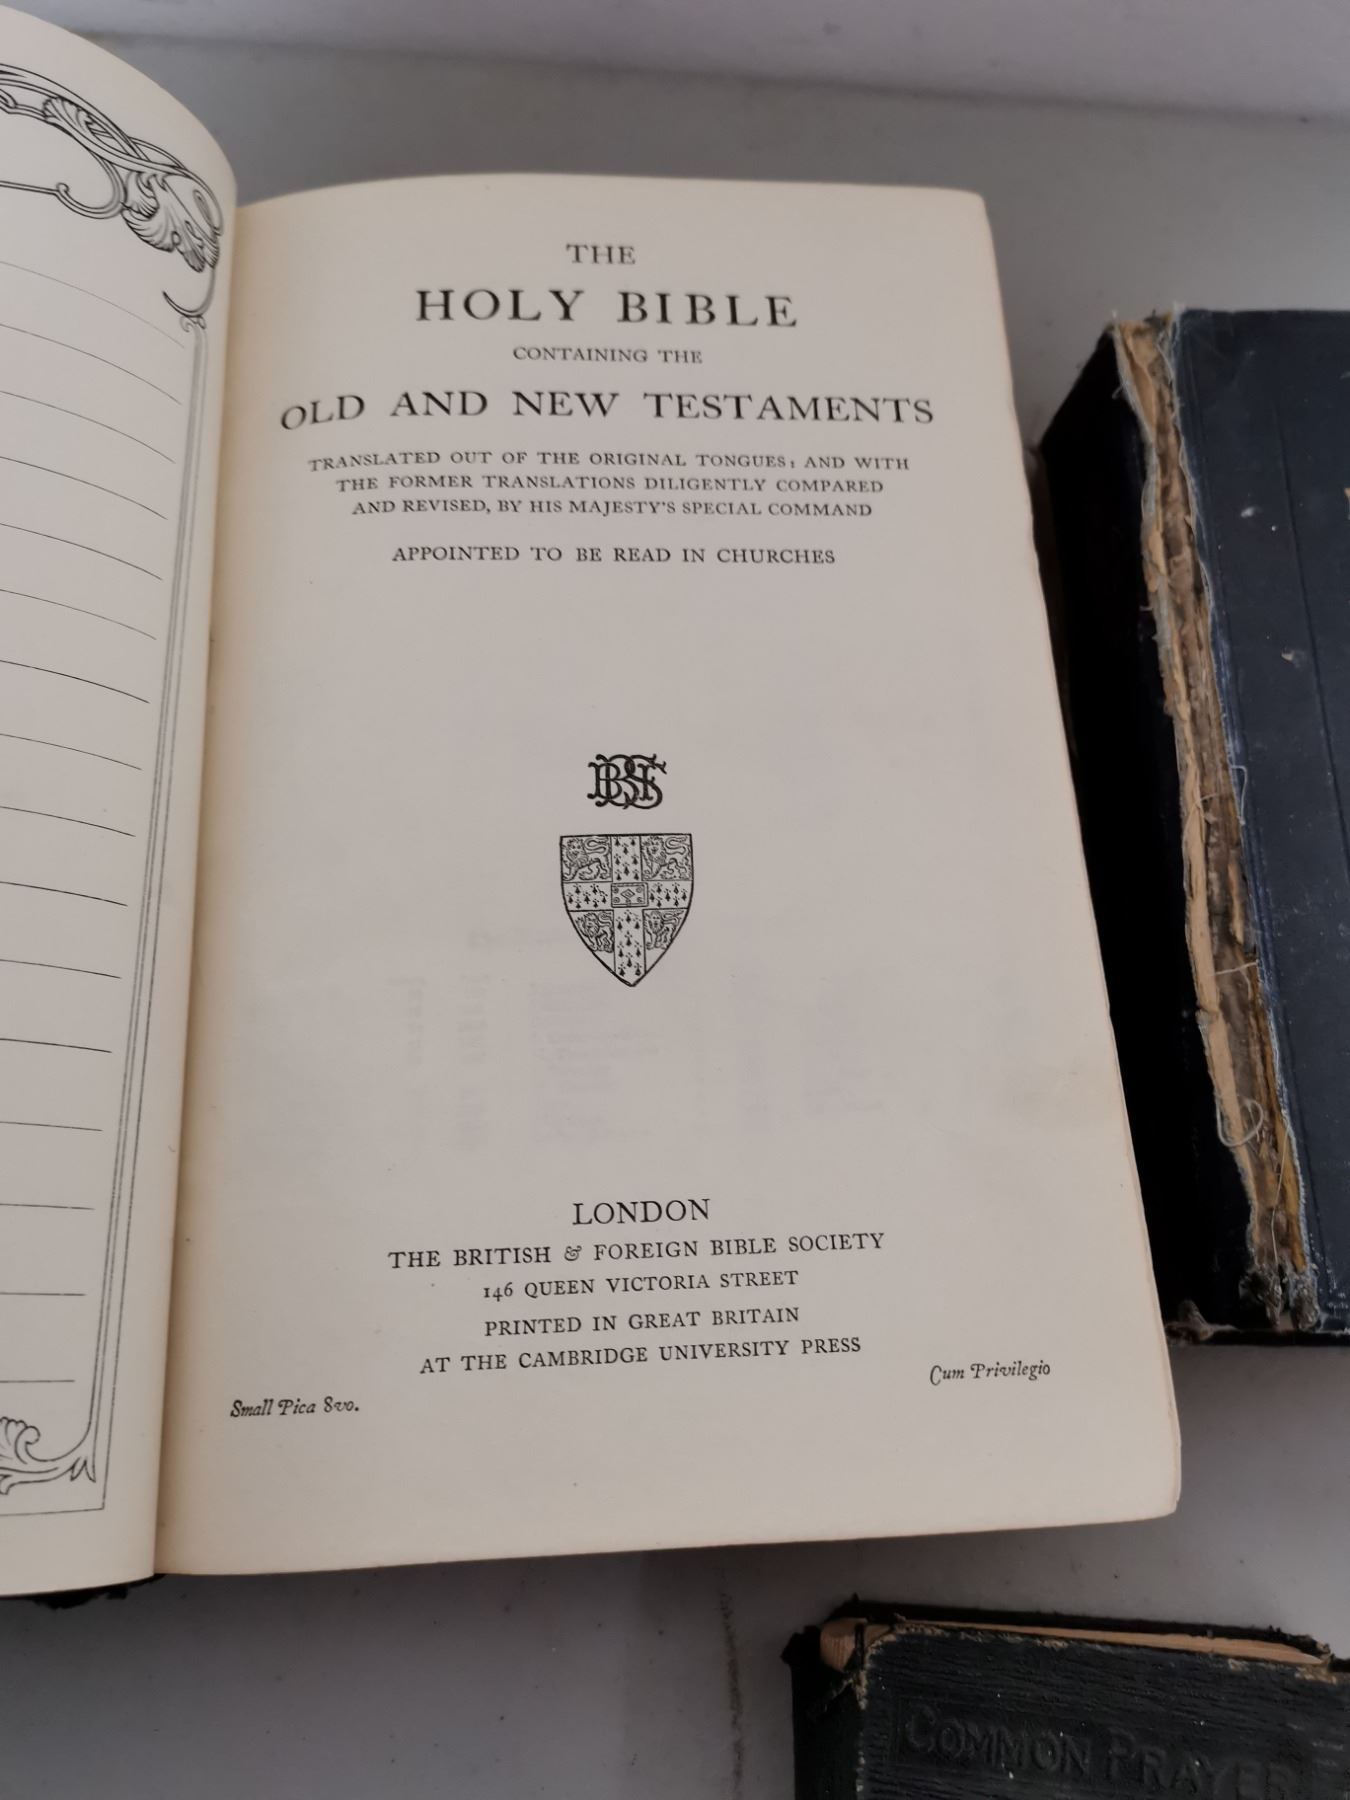 THE
HOLY BIBLE
CONTAINING THE
OLD AND NEW TESTAMENTS
TRANSLATED OUT OF THE ORIGINAL TONGUES: AND WITH
THE FORMER TRANSLATIONS DILIGENTLY COMPARED
AND REVISED, BY HIS MAJESTY'S SPECIAL COMMAND
APPOINTED TO BE READ IN CHURCHES
BFBS
LONDON
THE BRITISH & FOREIGN BIBLE SOCIETY
146 QUEEN VICTORIA STREET
PRINTED IN GREAT BRITAIN
AT THE CAMBRIDGE UNIVERSITY PRESS
Small Pica 8vo.
Cum Privilegio
COMMON PRAYER